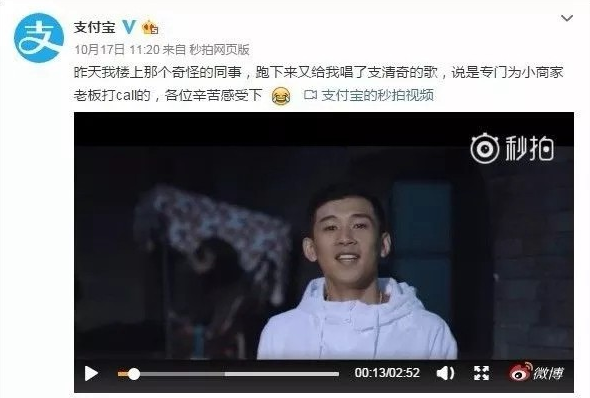 支 支付宝 V
10月17日 11:20 来自 秒拍网页版
昨天我楼上那个奇怪的同事，跑下来又给我唱了支清奇的歌，说是专门为小商家
老板打call的，各位辛苦感受下 支付宝的秒拍视频
秒拍
00:13/02:52
微博